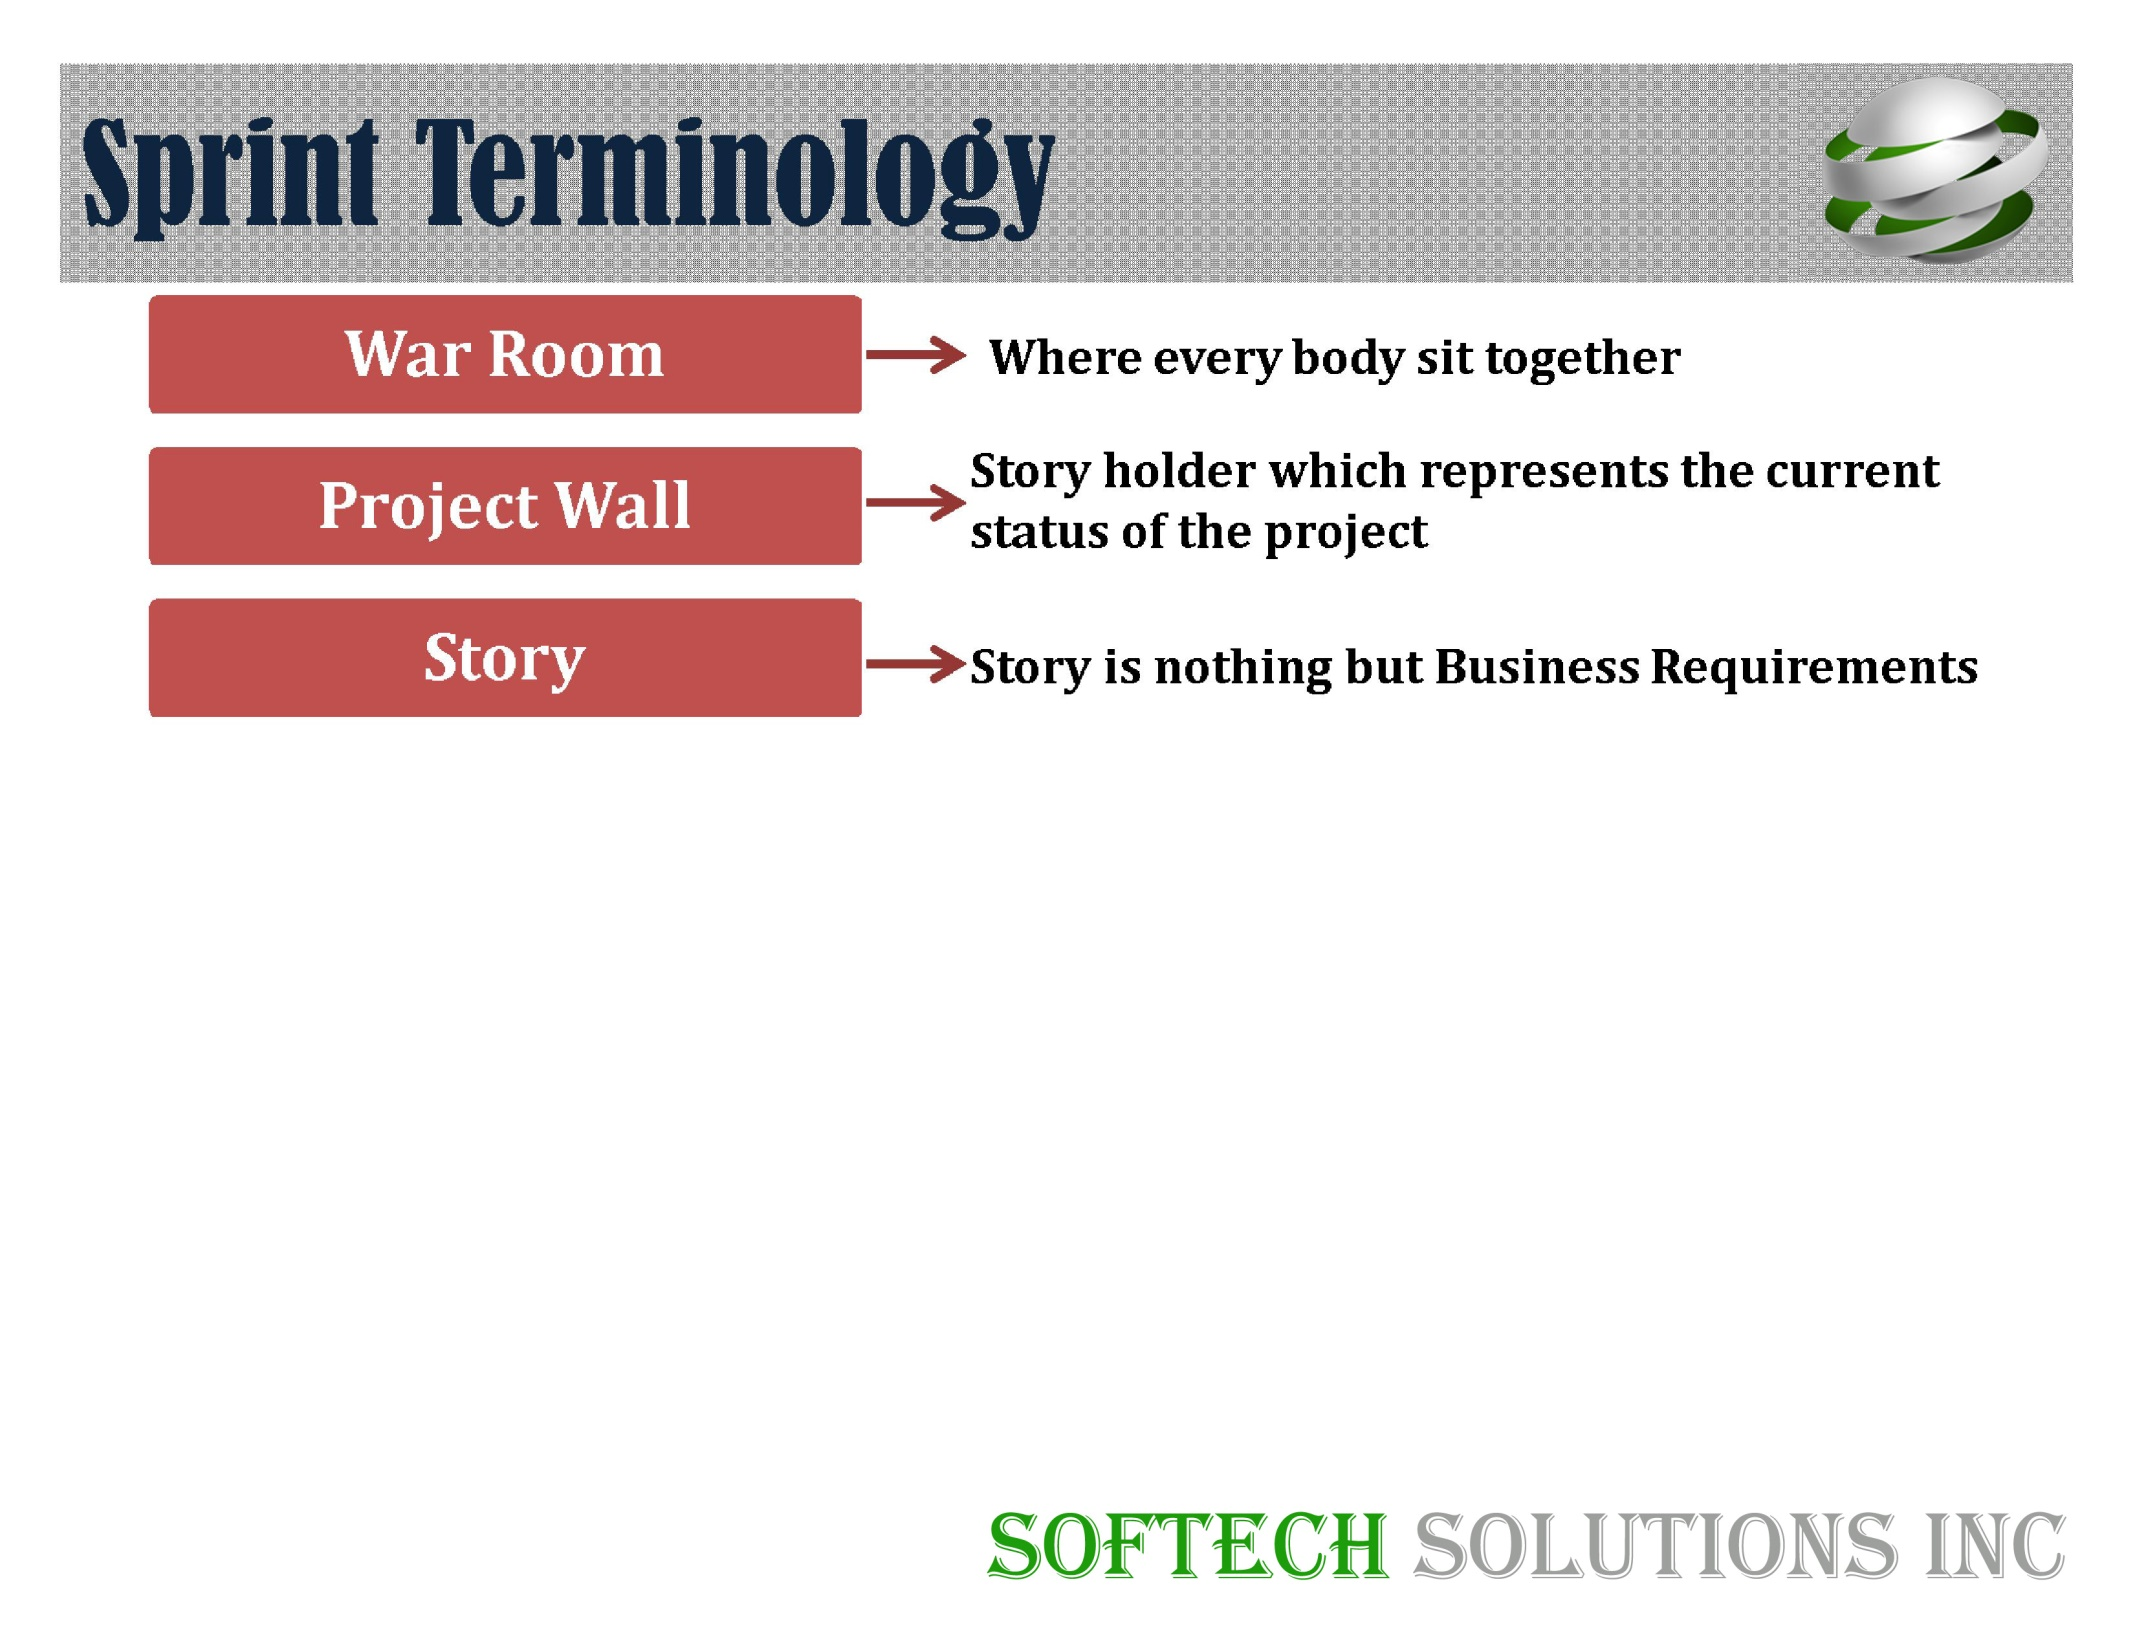 Sprint Terminology
War Room
Where every body sit together
Project Wall
Story holder which represents the current
status of the project
Story
Story is nothing but Business Requirements
SOFTECH SOLUTIONS INC